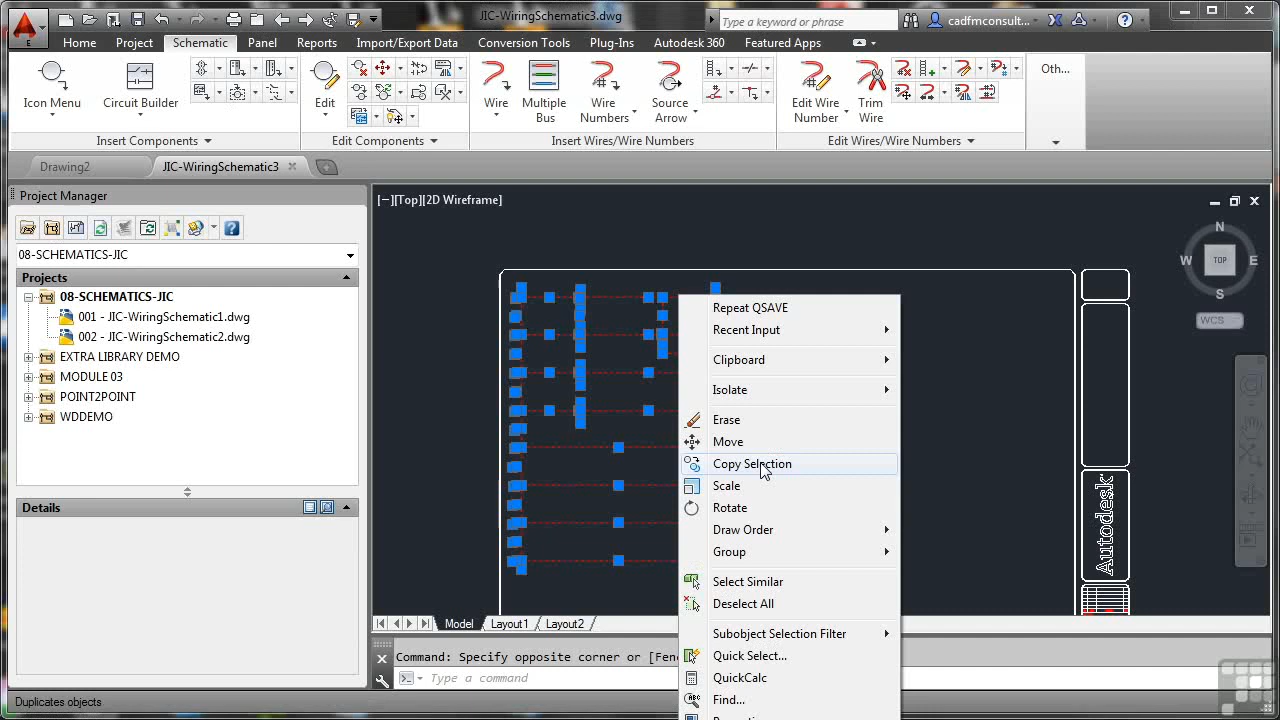 JIC-WiringSchematic3.dwg
Type a keyword or phrase
cadfmconsult...
E
Home Project Schematic Panel Reports Import/Export Data Conversion Tools Plug-Ins Autodesk 360 Featured Apps
Icon Menu
Circuit Builder
Edit
Wire
Multiple Bus
Wire Numbers
Source Arrow
Edit Wire Number
Trim Wire
Oth...
Insert Components
Edit Components
Insert Wires/Wire Numbers
Edit Wires/Wire Numbers
Drawing2
JIC-WiringSchematic3
Project Manager
08-SCHEMATICS-JIC
Projects
08-SCHEMATICS-JIC
001 - JIC-WiringSchematic1.dwg
002 - JIC-WiringSchematic2.dwg
EXTRA LIBRARY DEMO
MODULE 03
POINT2POINT
WDDEMO
Details
[−][Top][2D Wireframe]
N
W TOP E
S
WCS
Autodesk
Repeat QSAVE
Recent Input
Clipboard
Isolate
Erase
Move
Copy Selection
Scale
Rotate
Draw Order
Group
Select Similar
Deselect All
Subobject Selection Filter
Quick Select...
QuickCalc
Find...
Model Layout1 Layout2
Command: Specify opposite corner or [Fen
Type a command
Duplicates objects